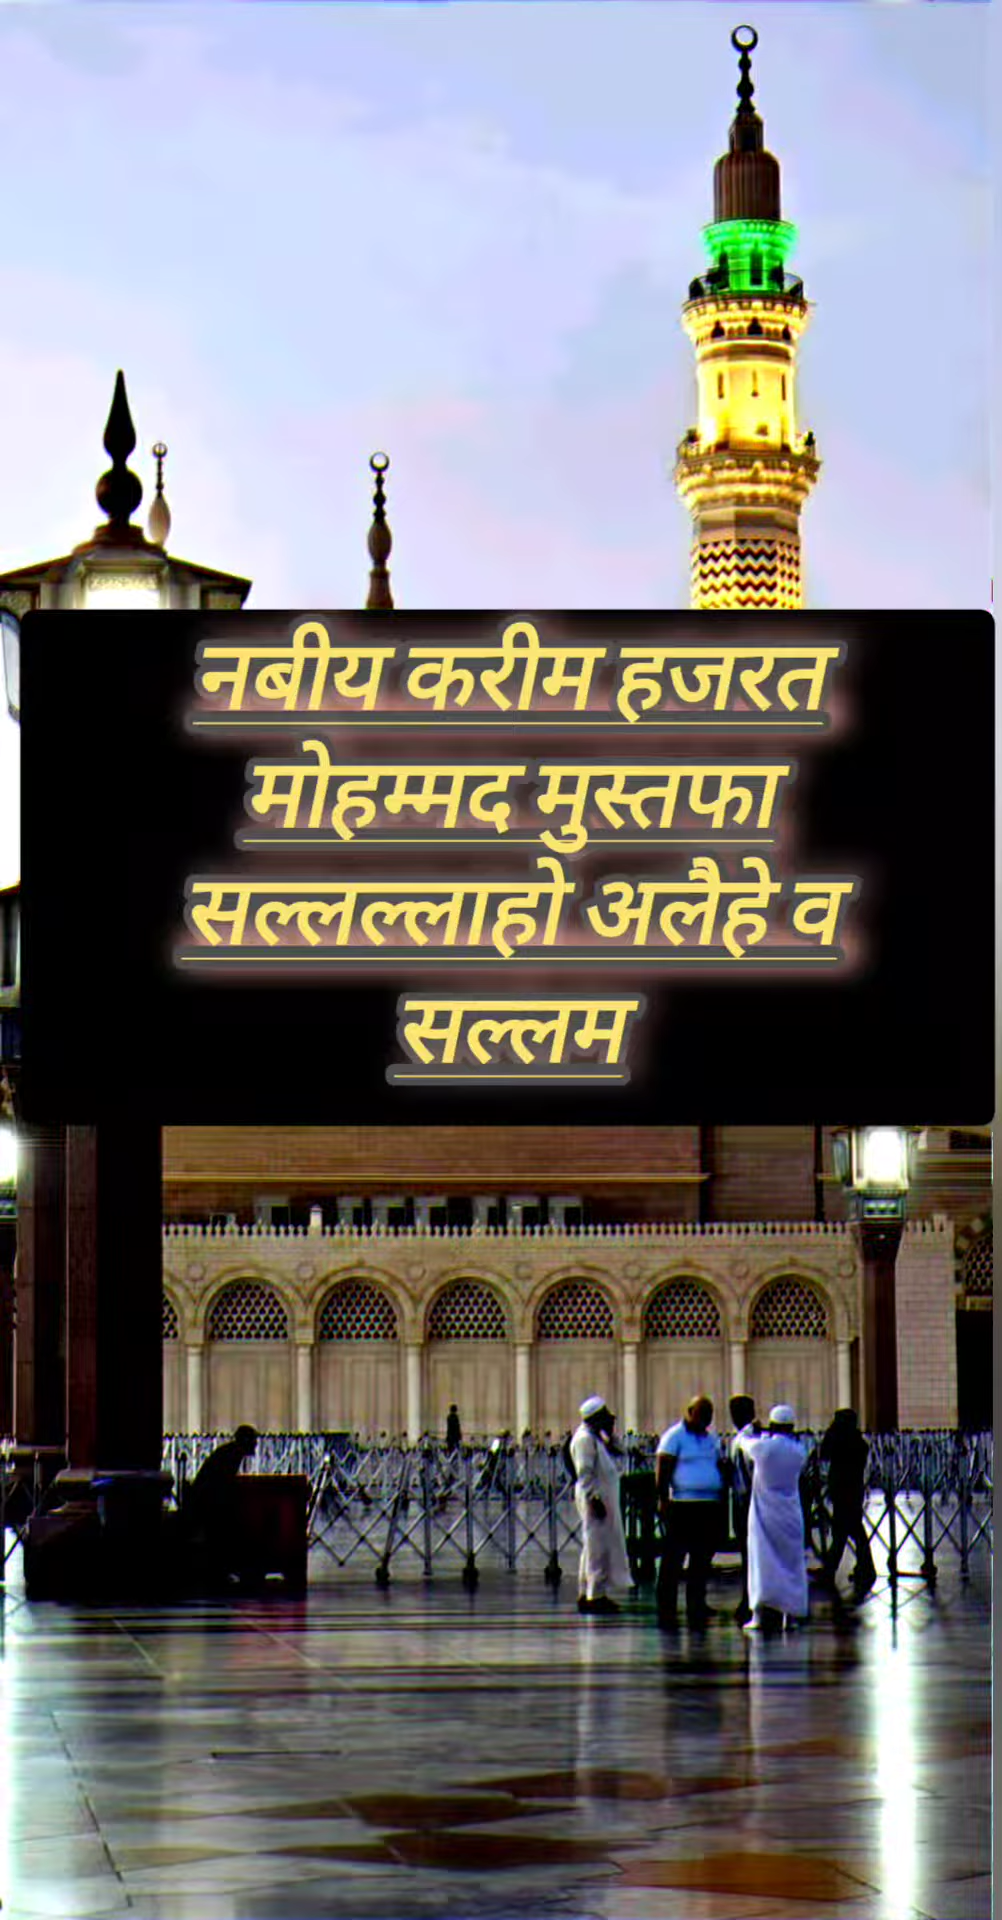 नबीय करीम हजरत
मोहम्मद मुस्तफा
सल्लल्लाहो अलैहे व
सल्लम